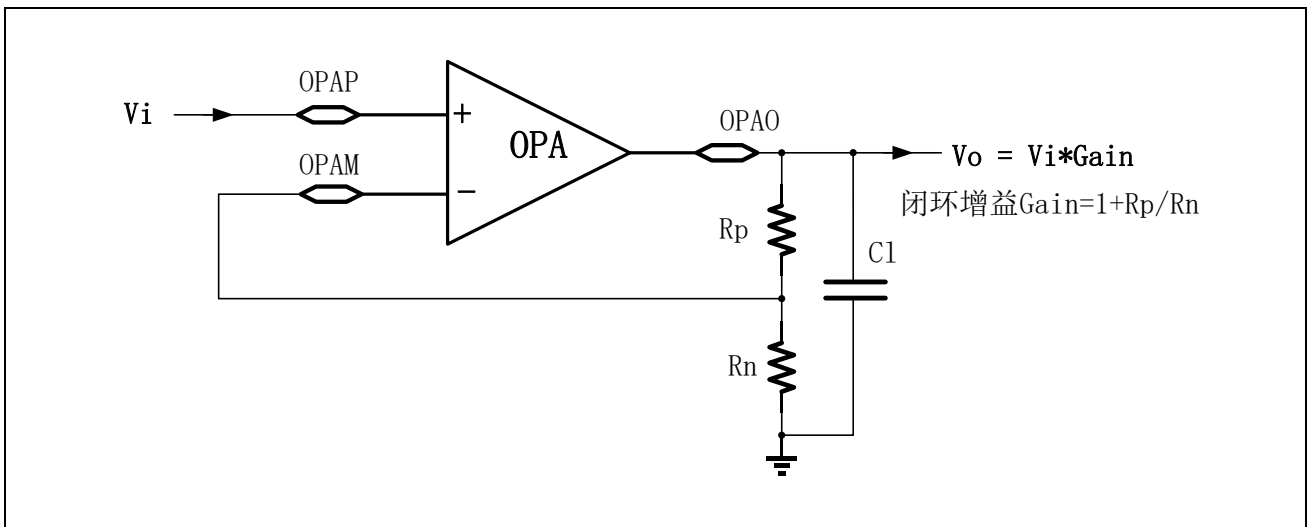 OPAP
Vi
+
OPA
OPAO
OPAM
−
Vo = Vi*Gain
闭环增益Gain=1+Rp/Rn
Rp
Cl
Rn